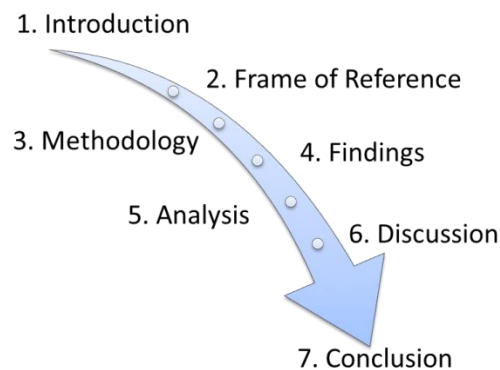 1. Introduction
2. Frame of Reference
3. Methodology
4. Findings
5. Analysis
6. Discussion
7. Conclusion